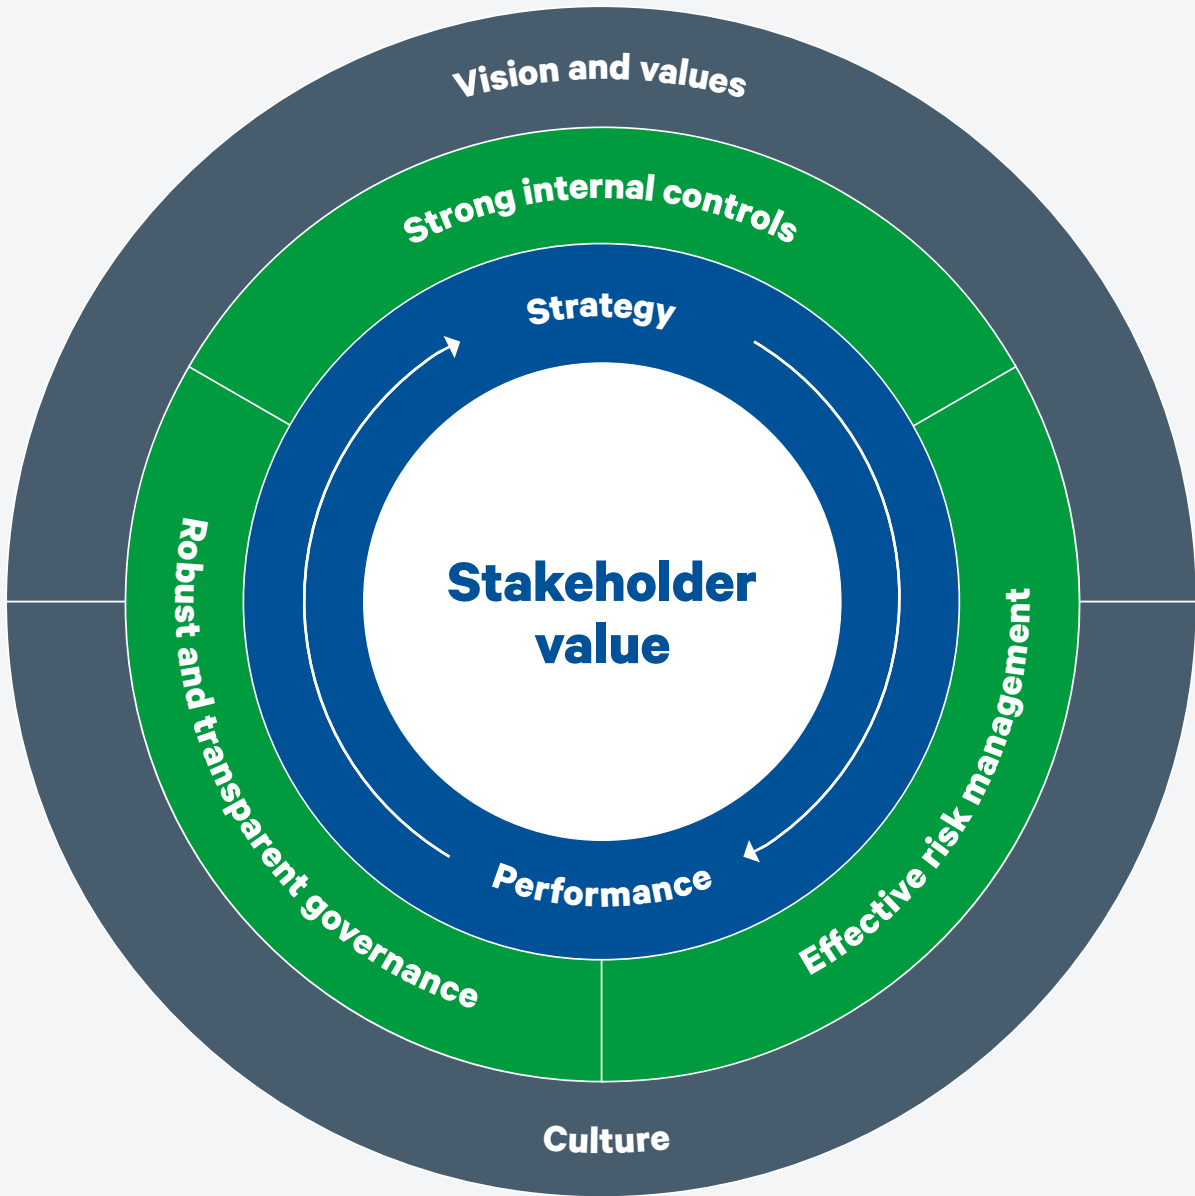 Vision and values
Strong internal controls
Strategy
Stakeholder
value
Robust and transparent governance
Effective risk management
Performance
Culture